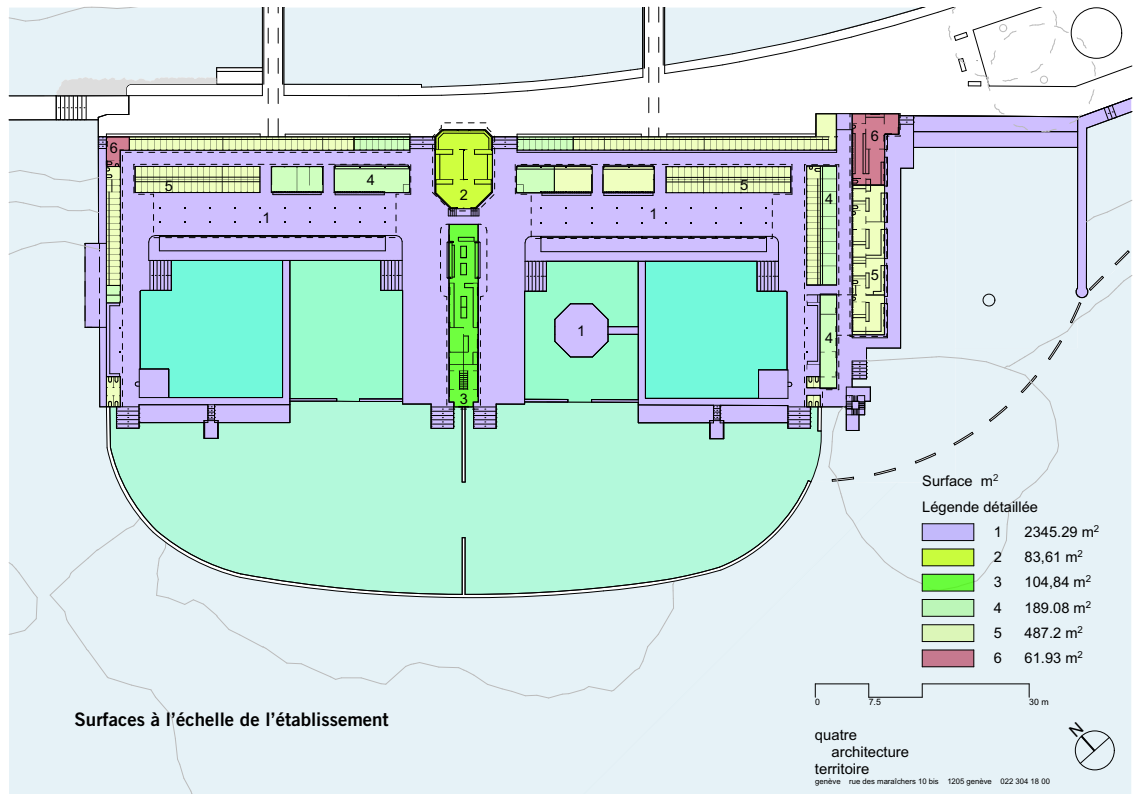 6
6
5
4
2
5
1
1
4
5
1
4
3
Surface m²
Légende détaillée
1 2345.29 m²
2 83,61 m²
3 104,84 m²
4 189.08 m²
5 487.2 m²
6 61.93 m²
0 7.5 30 m
Surfaces à l’échelle de l’établissement
N
quatre
architecture
territoire
genève rue des maraîchers 10 bis 1205 genève 022 304 18 00